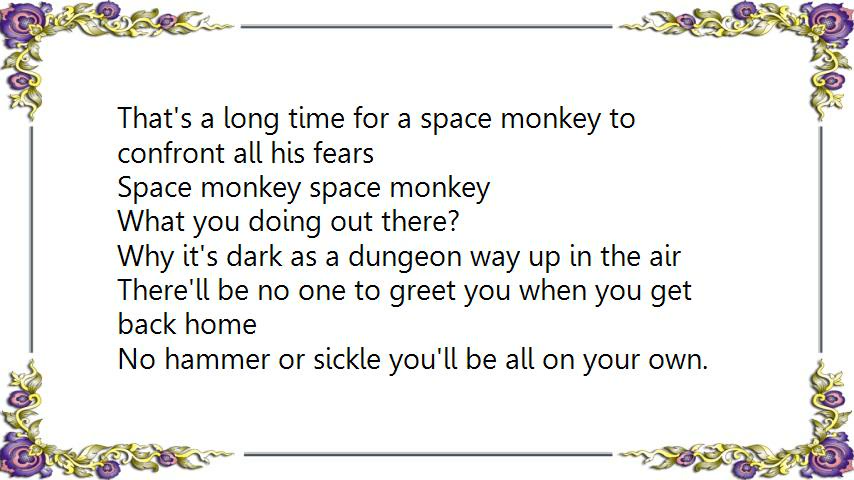 That's a long time for a space monkey to
confront all his fears
Space monkey space monkey
What you doing out there?
Why it's dark as a dungeon way up in the air
There'll be no one to greet you when you get
back home
No hammer or sickle you'll be all on your own.